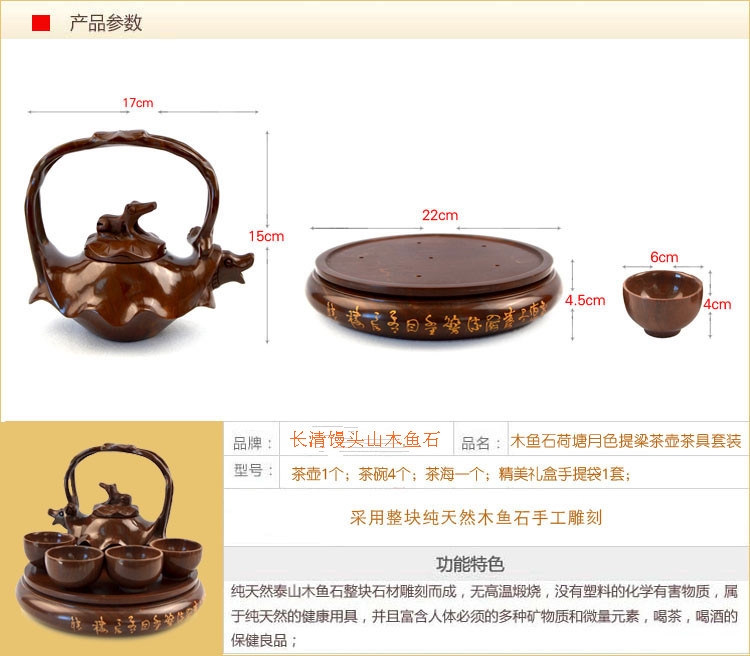 产品参数
17cm
15cm
22cm
4.5cm
6cm
4cm
品牌： 长清馒头山木鱼石 品名： 木鱼石荷塘月色提梁茶壶茶具套装
型号： 茶壶1个；茶碗4个；茶海一个；精美礼盒手提袋1套；
采用整块纯天然木鱼石手工雕刻
功能特色
纯天然泰山木鱼石整块石材雕刻而成，无高温煅烧，没有塑料的化学有害物质，属
于纯天然的健康用具，并且富含人体必须的多种矿物质和微量元素，喝茶，喝酒的
保健良品；